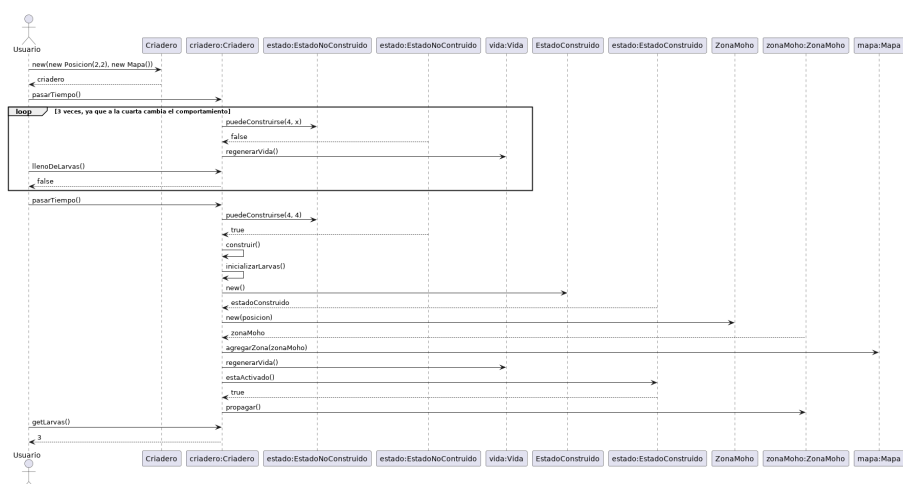 Usuario
Criadero
criadero:Criadero
estado:EstadoNoConstruido
estado:EstadoNoContruido
vida:Vida
EstadoConstruido
estado:EstadoConstruido
ZonaMoho
zonaMoho:ZonaMoho
mapa:Mapa
new(new Posicion(2,2), new Mapa())
criadero
pasarTiempo()
loop
[3 veces, ya que a la cuarta cambia el comportamiento]
puedeConstruirse(4, x)
false
regenerarVida()
llenoDeLarvas()
false
pasarTiempo()
puedeConstruirse(4, 4)
true
construir()
inicializarLarvas()
new()
estadoConstruido
new(posicion)
zonaMoho
agregarZona(zonaMoho)
regenerarVida()
estaActivado()
true
propagar()
getLarvas()
3
Usuario
Criadero
criadero:Criadero
estado:EstadoNoConstruido
estado:EstadoNoContruido
vida:Vida
EstadoConstruido
estado:EstadoConstruido
ZonaMoho
zonaMoho:ZonaMoho
mapa:Mapa